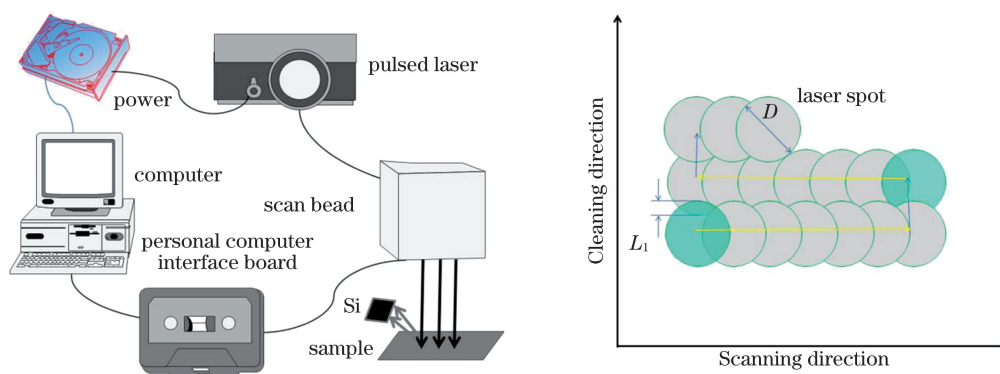 power
pulsed laser
computer
scan bead
personal computer
interface board
Si
sample
Cleaning direction
laser spot
D
L1
Scanning direction